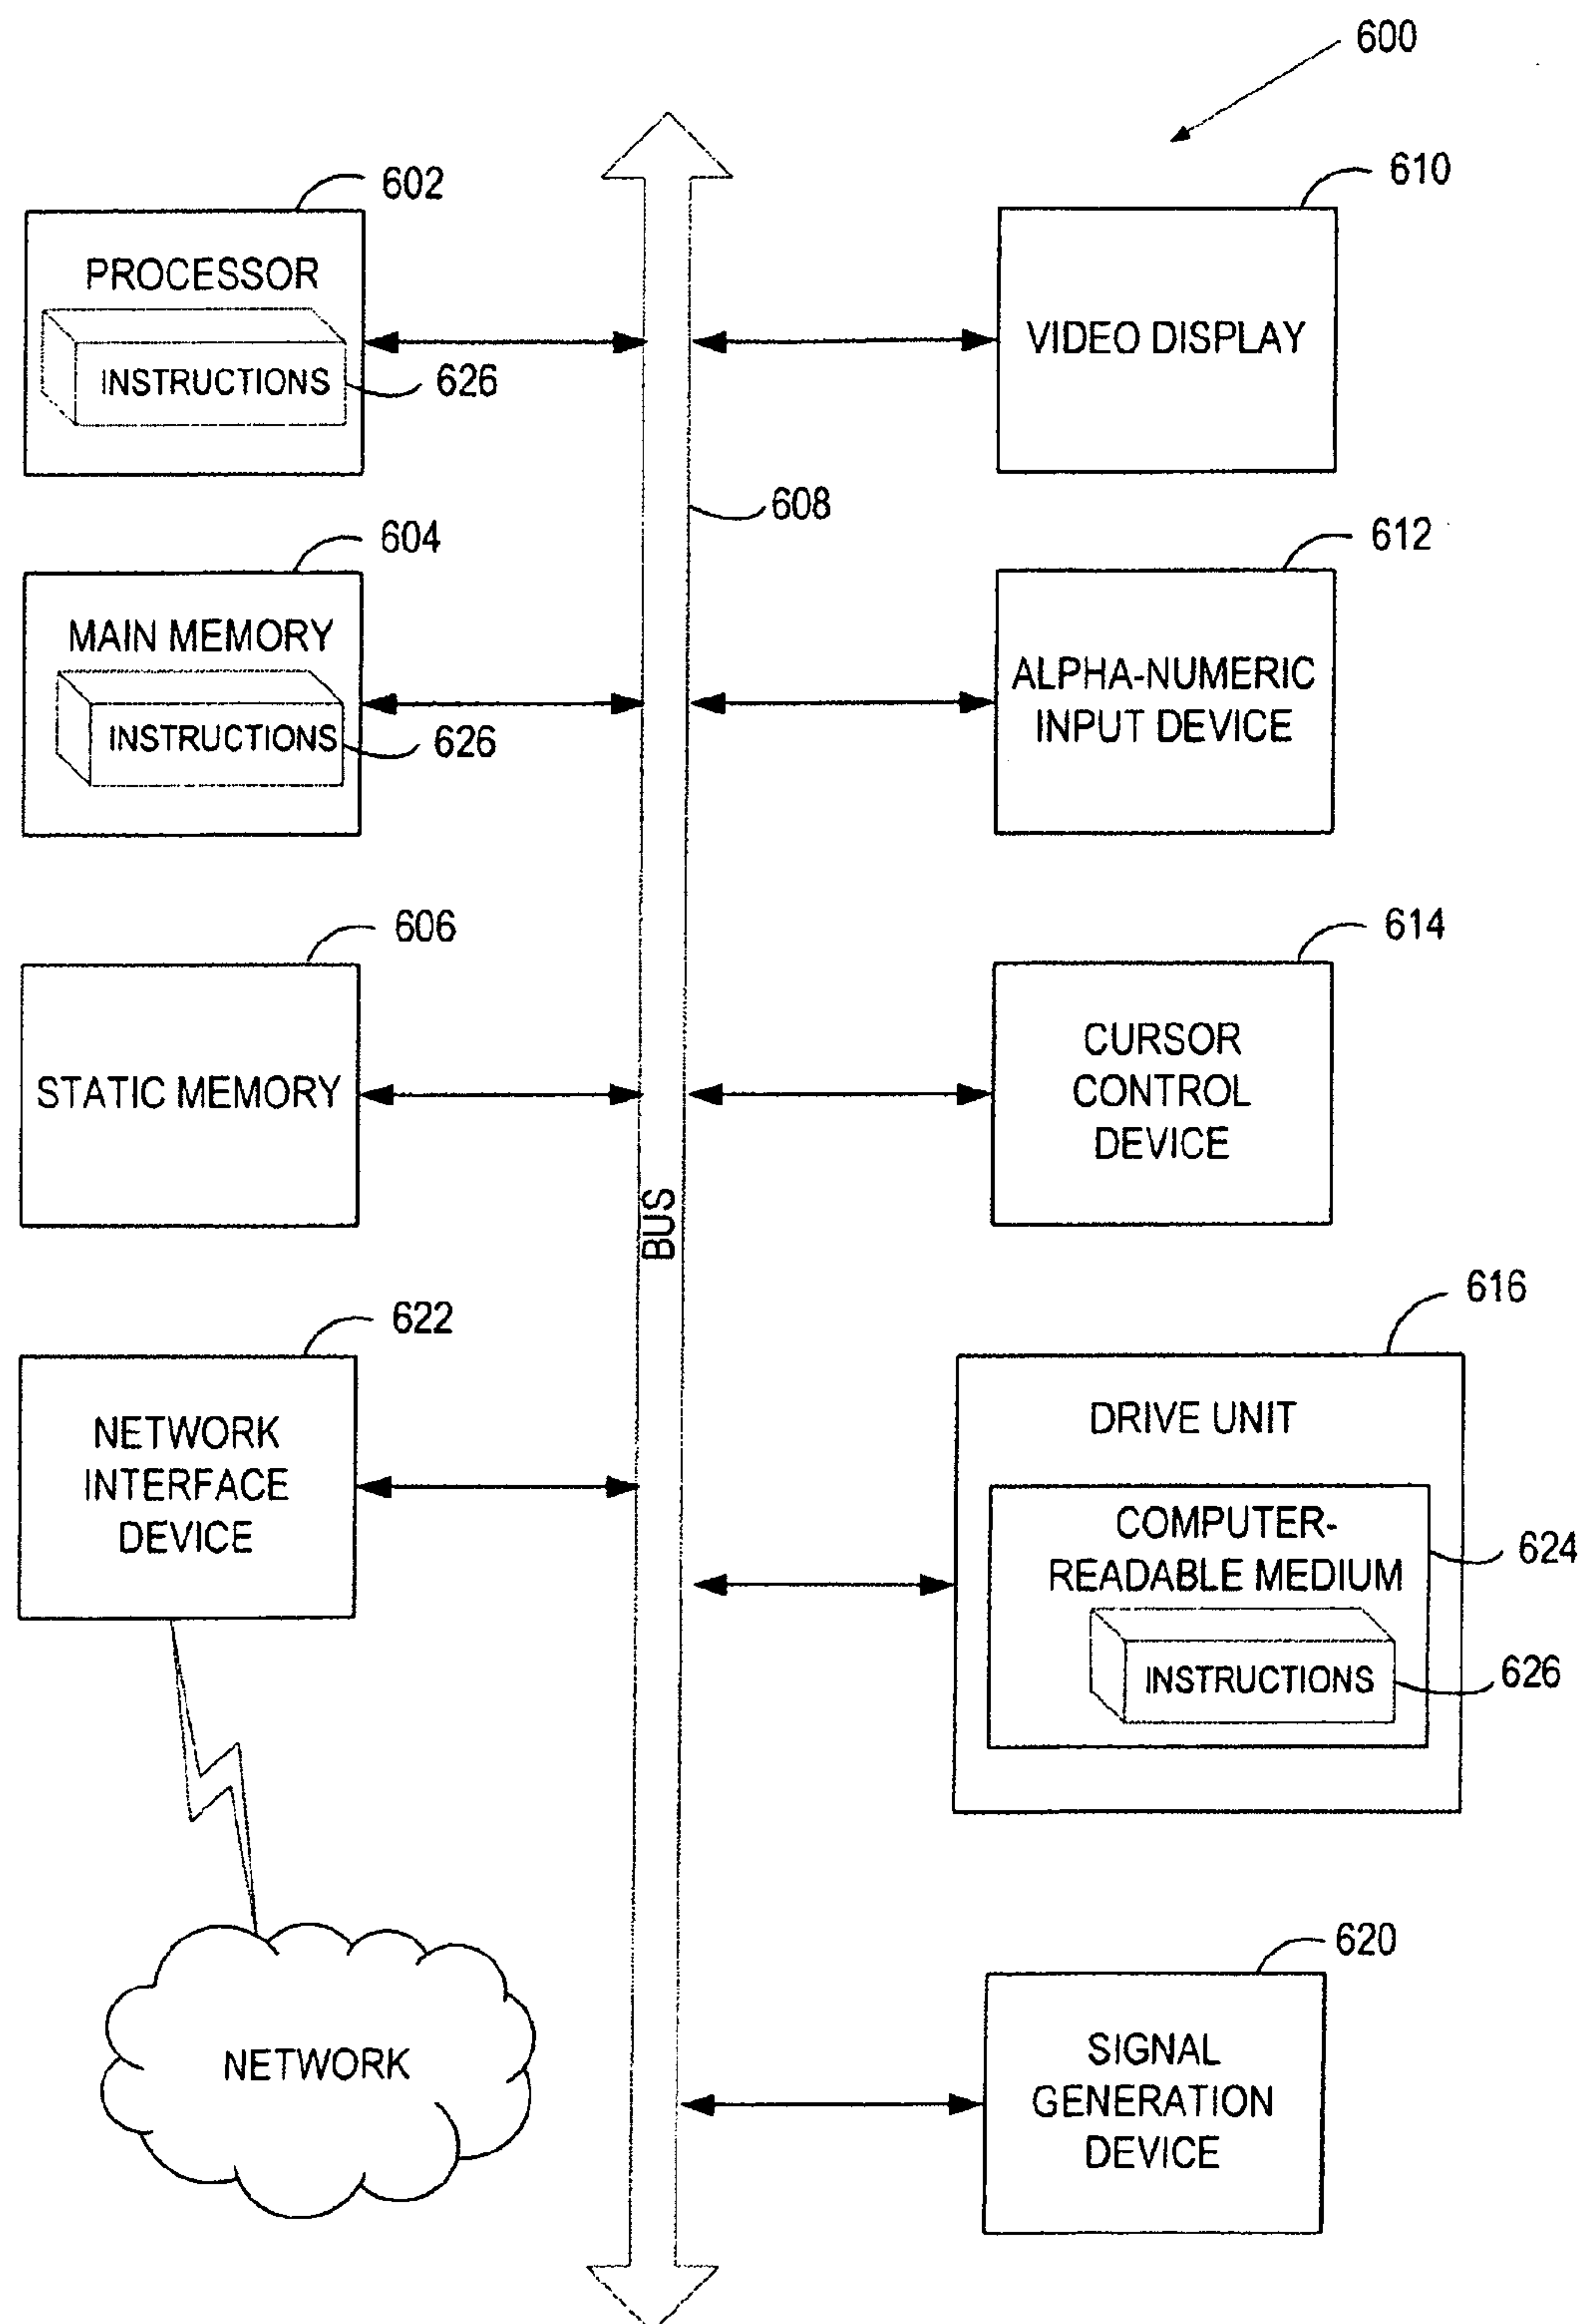 600
602
PROCESSOR
INSTRUCTIONS
626
610
VIDEO DISPLAY
608
604
MAIN MEMORY
INSTRUCTIONS
626
612
ALPHA-NUMERIC
INPUT DEVICE
606
STATIC MEMORY
614
CURSOR
CONTROL
DEVICE
BUS
622
NETWORK
INTERFACE
DEVICE
616
DRIVE UNIT
COMPUTER-
READABLE MEDIUM
624
INSTRUCTIONS
626
NETWORK
620
SIGNAL
GENERATION
DEVICE